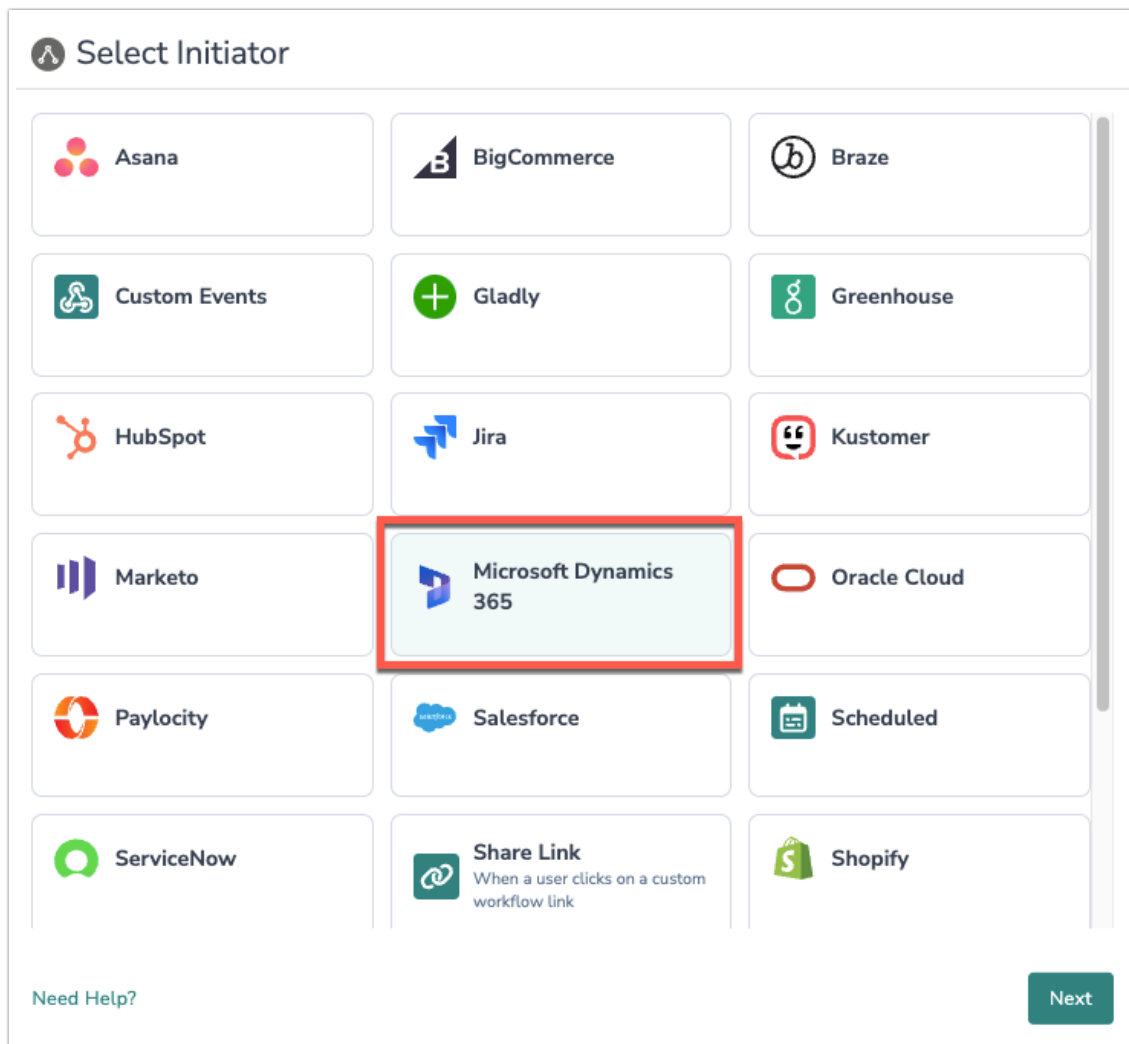 Select Initiator
Asana
BigCommerce
Braze
Custom Events
Gladly
Greenhouse
HubSpot
Jira
Kustomer
Marketo
Microsoft Dynamics
365
Oracle Cloud
Paylocity
Salesforce
Scheduled
ServiceNow
Share Link
When a user clicks on a custom
workflow link
Shopify
Need Help?
Next